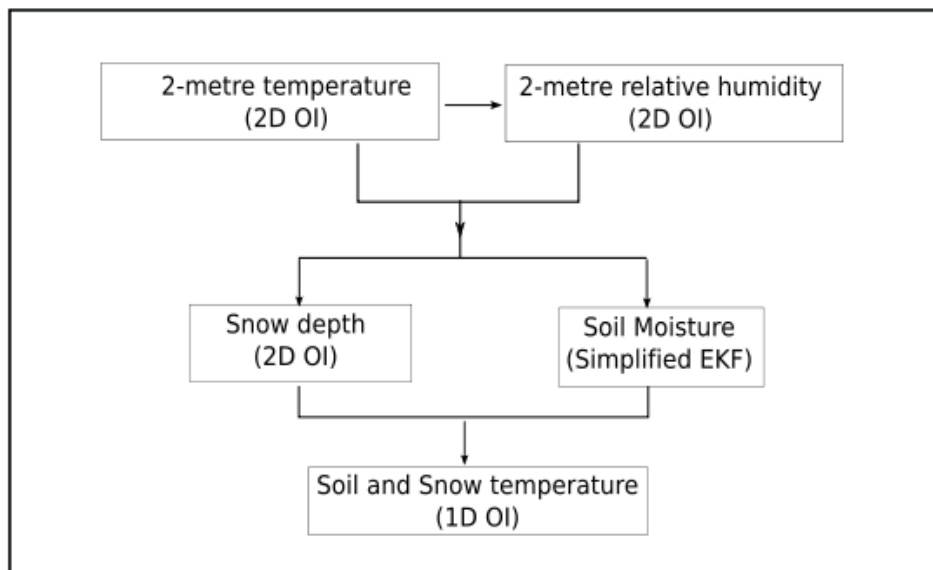 2-metre temperature
(2D OI)
2-metre relative humidity
(2D OI)
Snow depth
(2D OI)
Soil Moisture
(Simplified EKF)
Soil and Snow temperature
(1D OI)